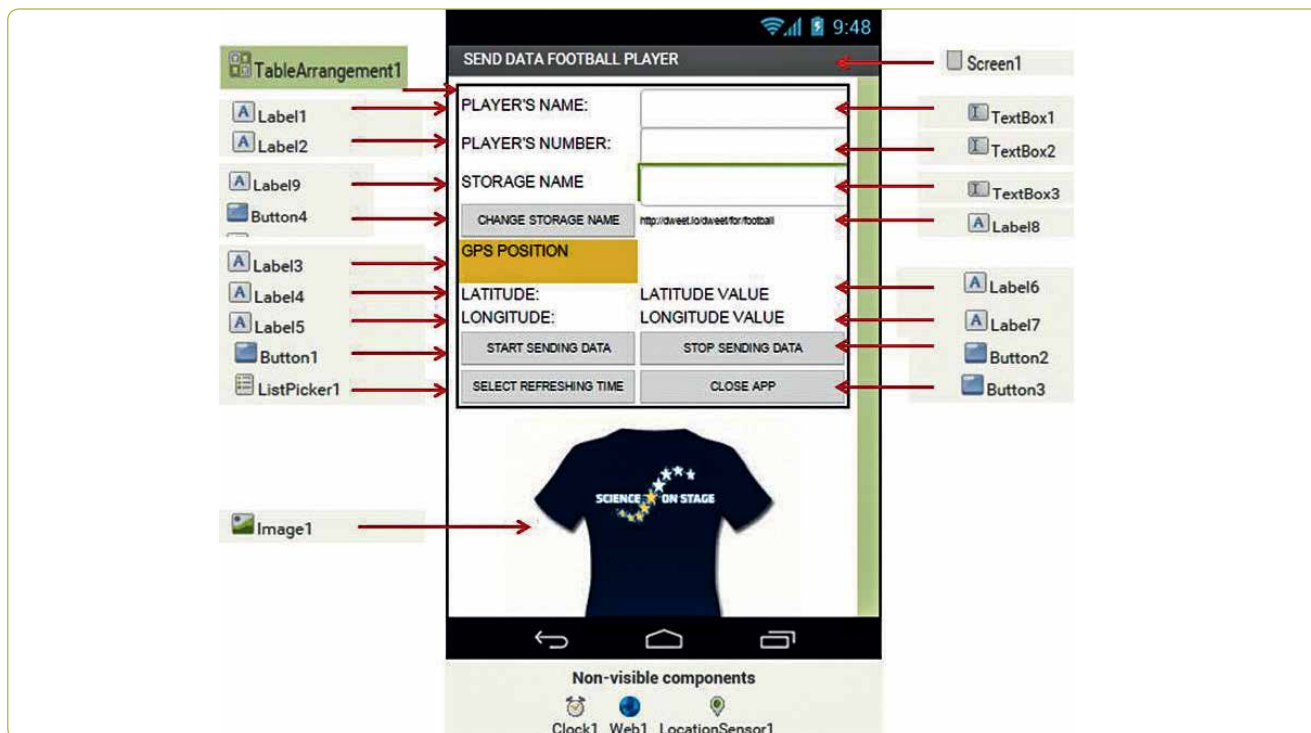 9:48
SEND DATA FOOTBALL PLAYER
Screen1
TableArrangement1
Label1
PLAYER'S NAME:
TextBox1
Label2
PLAYER'S NUMBER:
TextBox2
Label9
STORAGE NAME
TextBox3
Button4
CHANGE STORAGE NAME
http://dweet.io/dweet/for/football
Label8
Label3
GPS POSITION
Label4
LATITUDE:
LATITUDE VALUE
Label6
Label5
LONGITUDE:
LONGITUDE VALUE
Label7
Button1
START SENDING DATA
STOP SENDING DATA
Button2
ListPicker1
SELECT REFRESHING TIME
CLOSE APP
Button3
SCIENCE ON STAGE
Image1
Non-visible components
Clock1 Web1 LocationSensor1